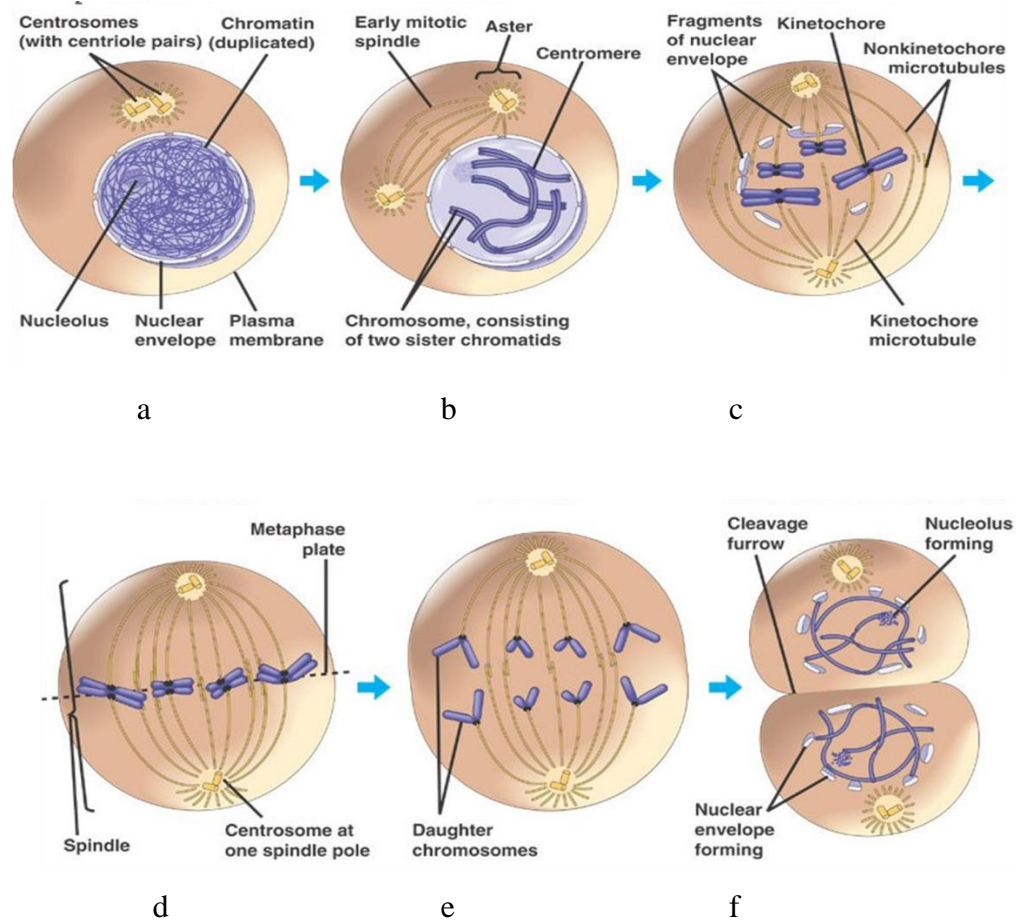 Centrosomes
(with centriole pairs)
Chromatin
(duplicated)
Nucleolus
Nuclear
envelope
Plasma
membrane
Early mitotic
spindle
Aster
Centromere
Chromosome, consisting
of two sister chromatids
Fragments
of nuclear
envelope
Kinetochore
Nonkinetochore
microtubules
Kinetochore
microtubule
a
b
c
Metaphase
plate
Spindle
Centrosome at
one spindle pole
Daughter
chromosomes
Cleavage
furrow
Nucleolus
forming
Nuclear
envelope
forming
d
e
f